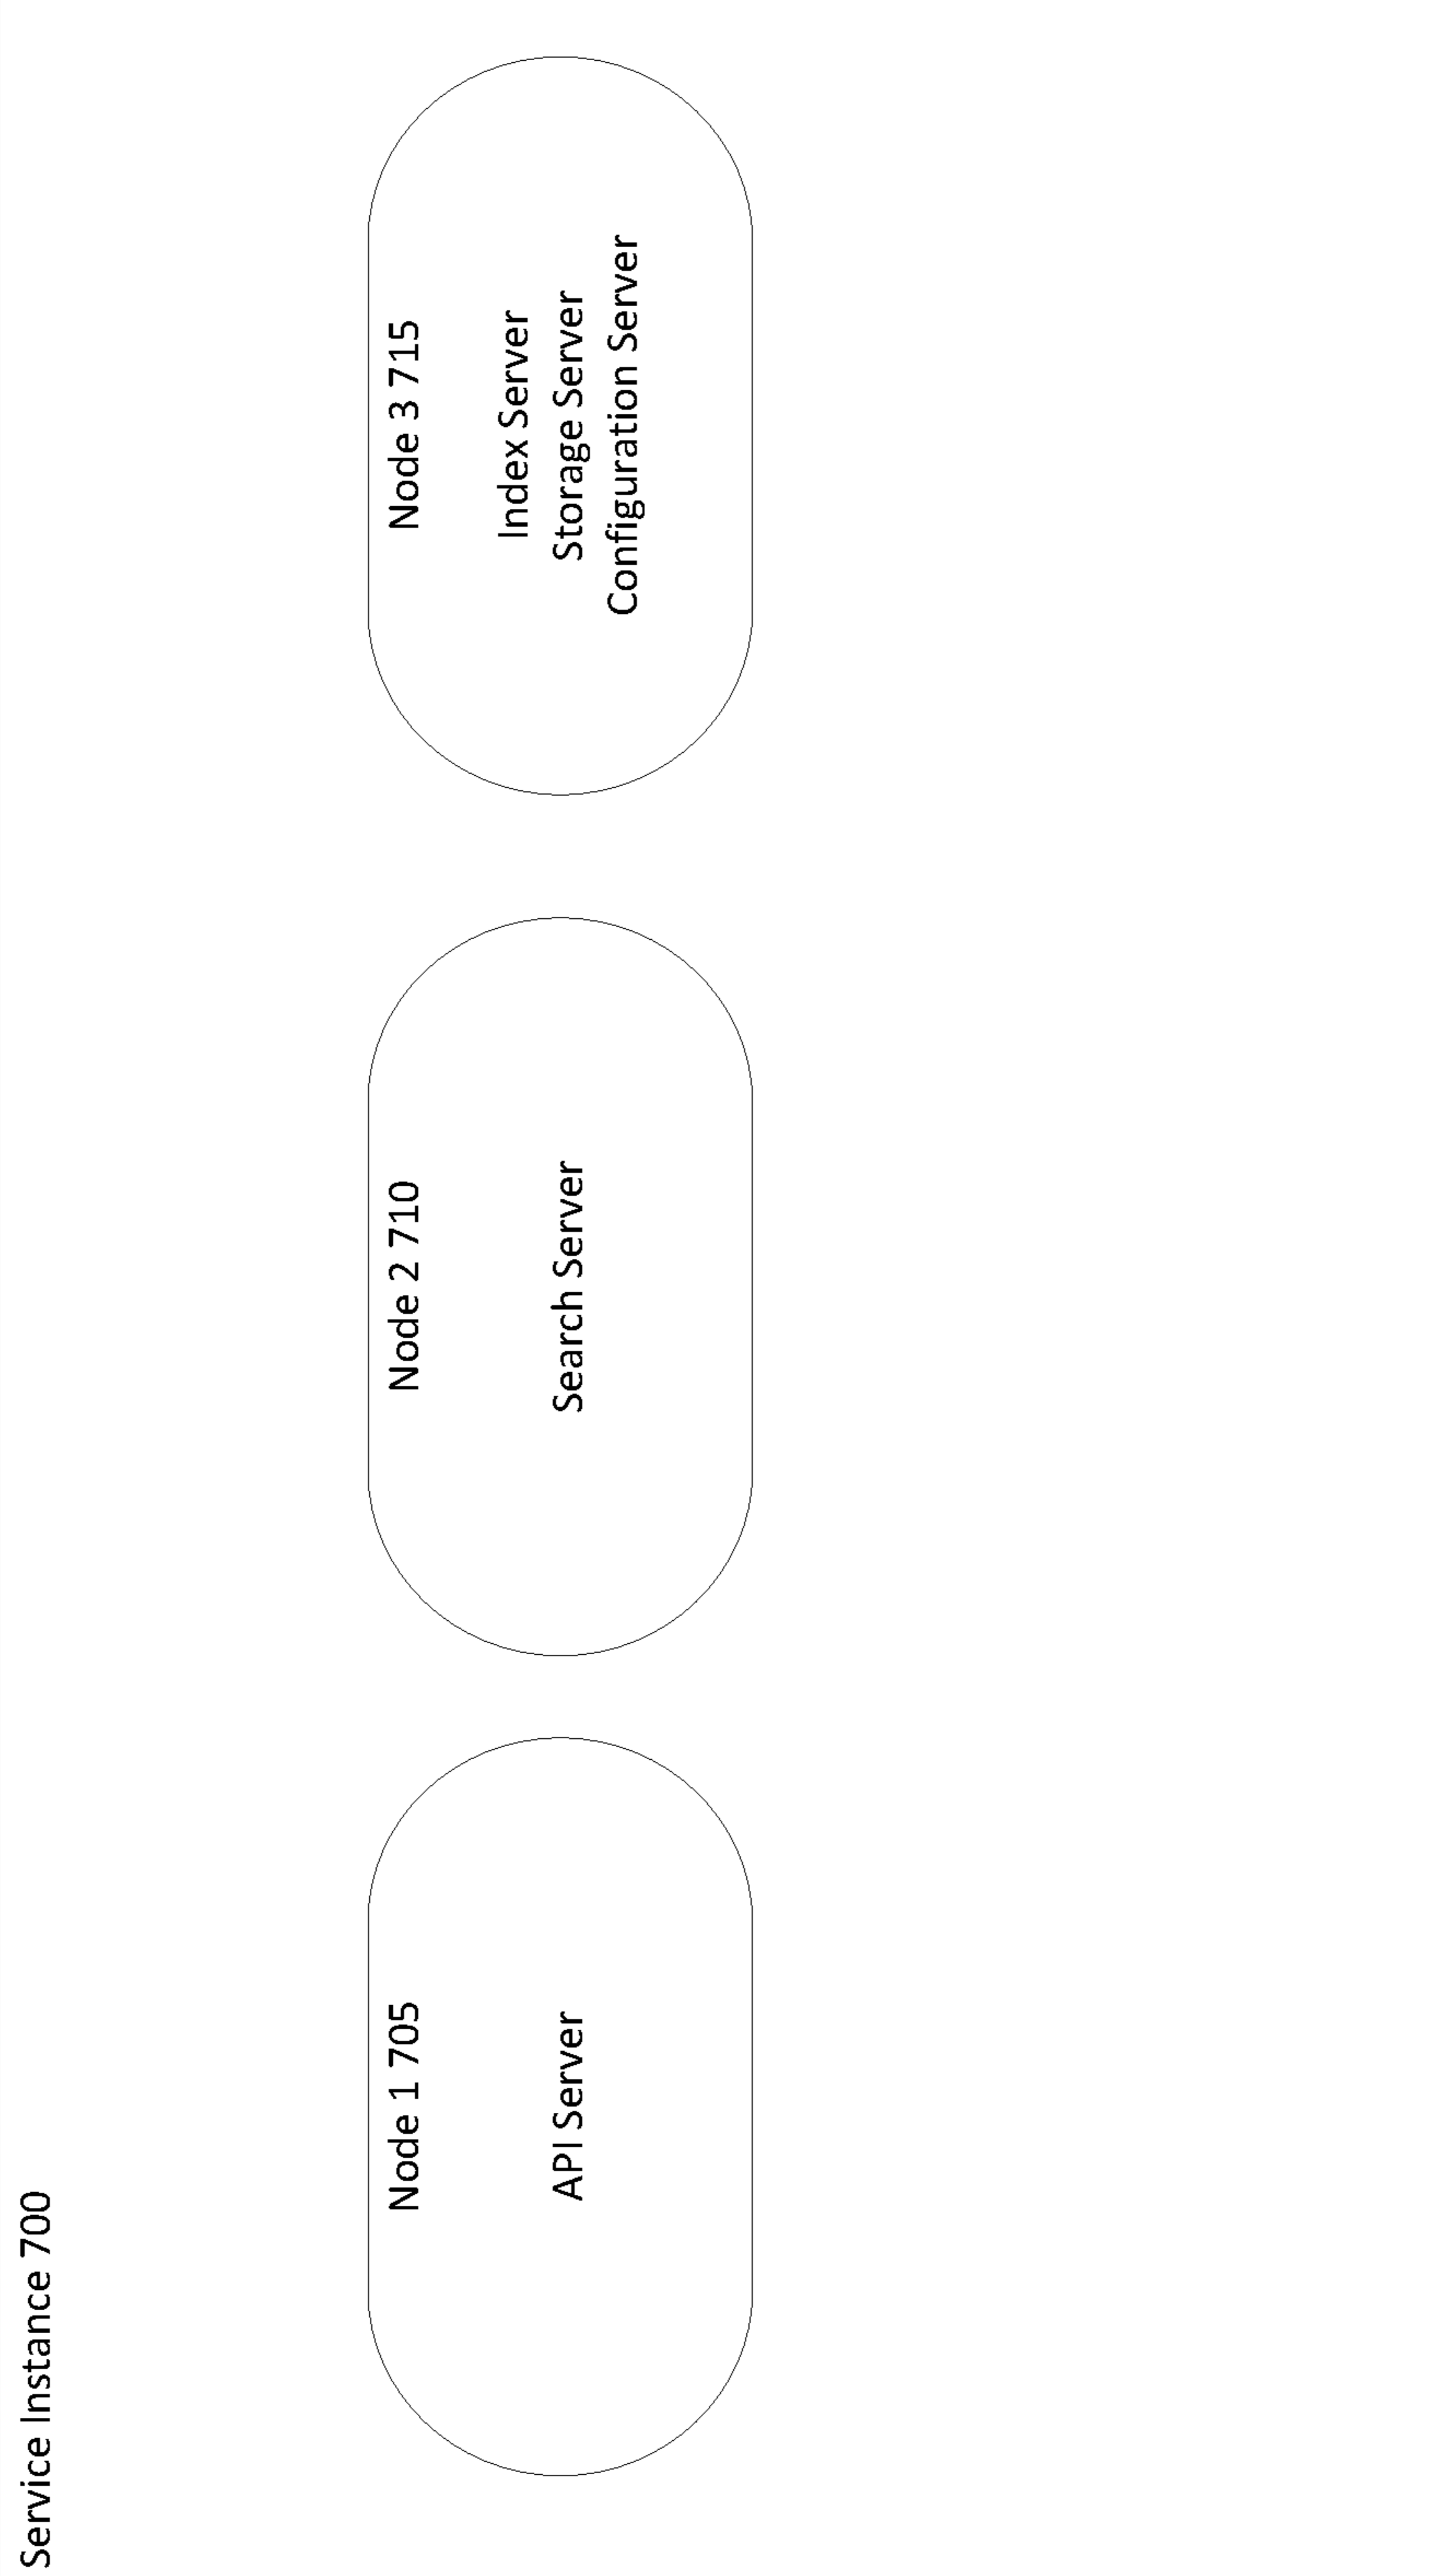 Service Instance 700
Node 1 705
API Server
Node 2 710
Search Server
Node 3 715
Index Server
Storage Server
Configuration Server